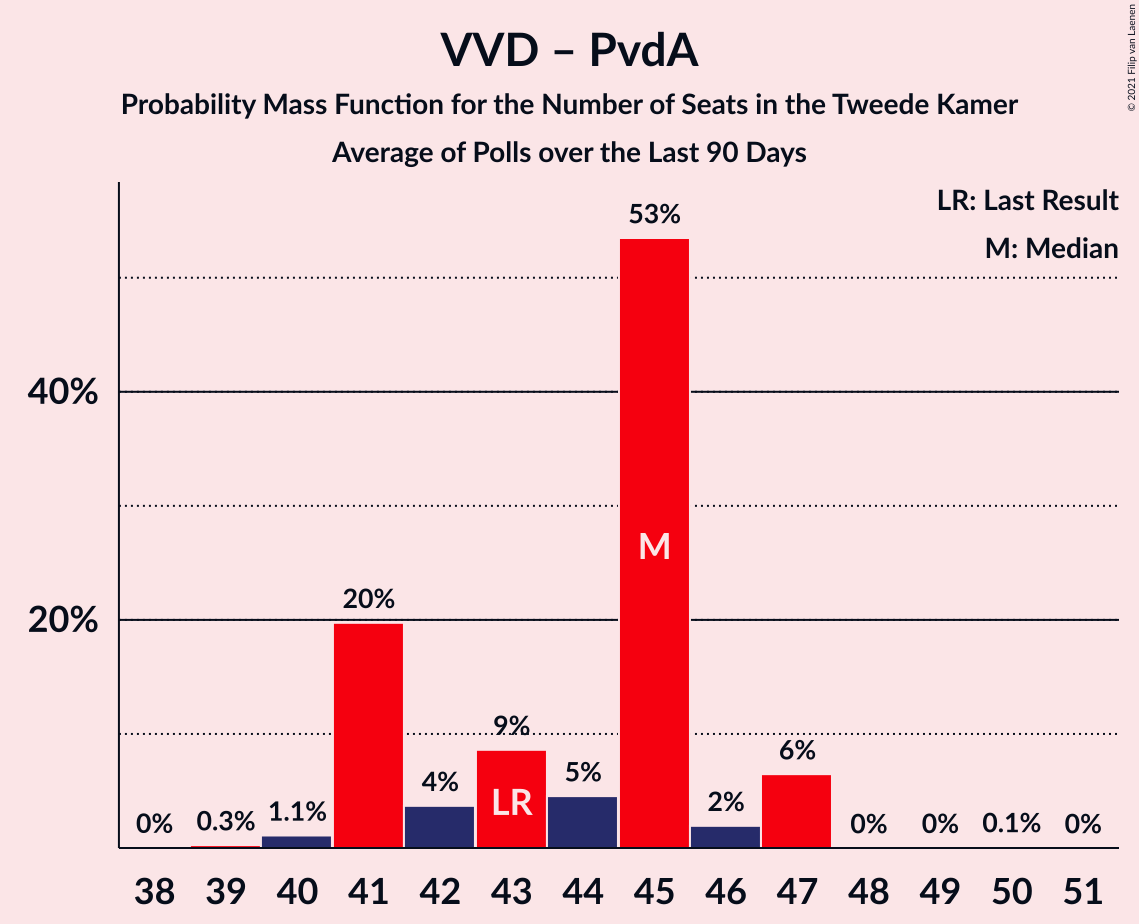 VVD – PvdA
Probability Mass Function for the Number of Seats in the Tweede Kamer
Average of Polls over the Last 90 Days
© 2021 Filip van Laenen
LR: Last Result
M: Median
40%
20%
0%
0.3%
1.1%
20%
4%
9%
5%
53%
2%
6%
0%
0%
0.1%
0%
LR
M
38 39 40 41 42 43 44 45 46 47 48 49 50 51